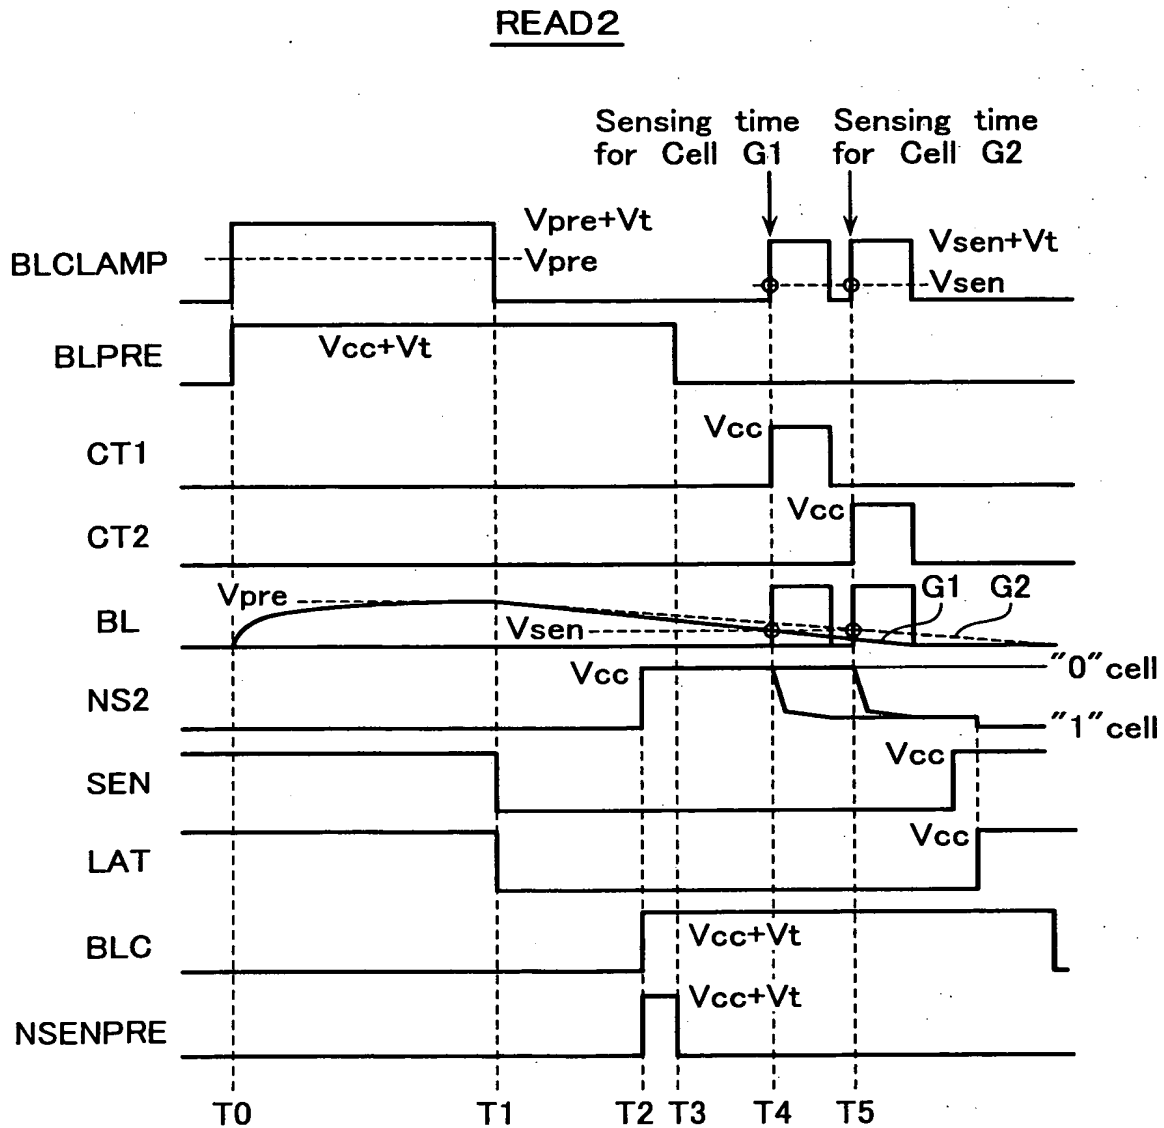 READ2
Sensing time for Cell G1
Sensing time for Cell G2
BLCLAMP
Vpre+Vt
Vpre
Vsen+Vt
Vsen
BLPRE
Vcc+Vt
CT1
Vcc
CT2
Vcc
BL
Vpre
Vsen
G1
G2
NS2
Vcc
"0" cell
"1" cell
SEN
Vcc
LAT
Vcc
BLC
Vcc+Vt
NSENPRE
Vcc+Vt
T0 T1 T2 T3 T4 T5